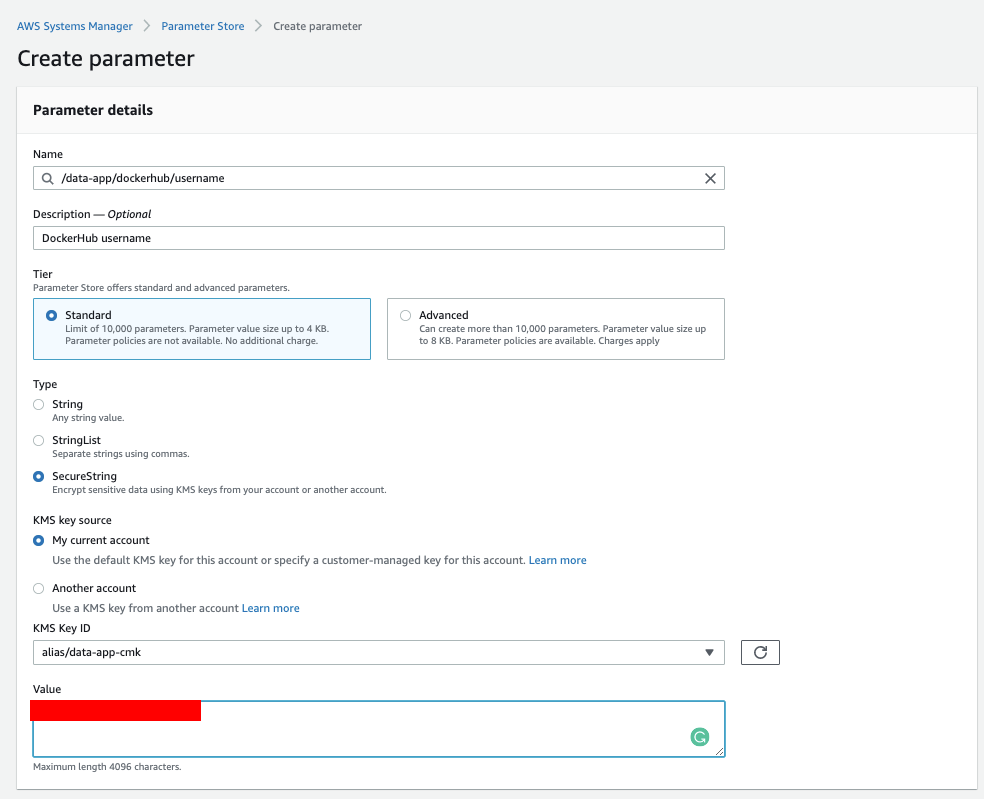 AWS Systems Manager > Parameter Store > Create parameter
Create parameter
Parameter details
Name
/data-app/dockerhub/username
Description — Optional
DockerHub username
Tier
Parameter Store offers standard and advanced parameters.
Standard
Limit of 10,000 parameters. Parameter value size up to 4 KB.
Parameter policies are not available. No additional charge.
Advanced
Can create more than 10,000 parameters. Parameter value size up
to 8 KB. Parameter policies are available. Charges apply
Type
String
Any string value.
StringList
Separate strings using commas.
SecureString
Encrypt sensitive data using KMS keys from your account or another account.
KMS key source
My current account
Use the default KMS key for this account or specify a customer-managed key for this account. Learn more
Another account
Use a KMS key from another account Learn more
KMS Key ID
alias/data-app-cmk
Value
Maximum length 4096 characters.